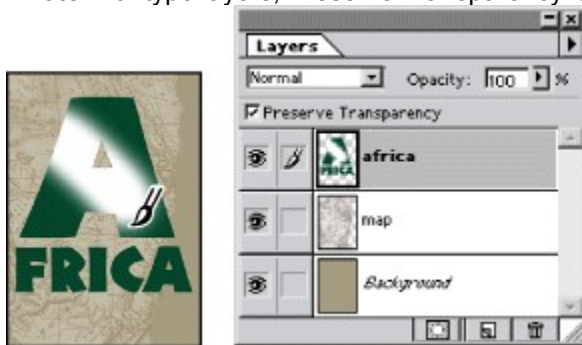 Layers
Normal Opacity: 100 %
Preserve Transparency
africa
map
Background
A
FRICA